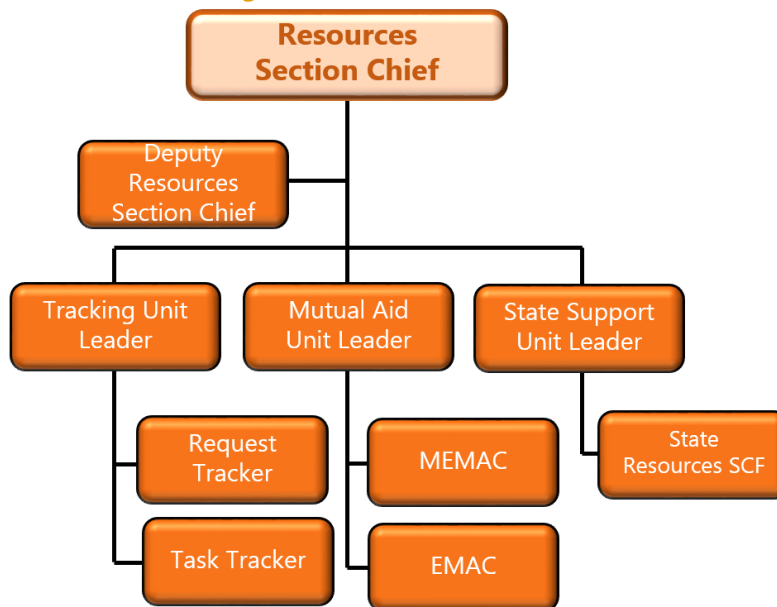 Resources
Section Chief
Deputy
Resources
Section Chief
Tracking Unit
Leader
Mutual Aid
Unit Leader
State Support
Unit Leader
Request
Tracker
MEMAC
State
Resources SCF
Task Tracker
EMAC